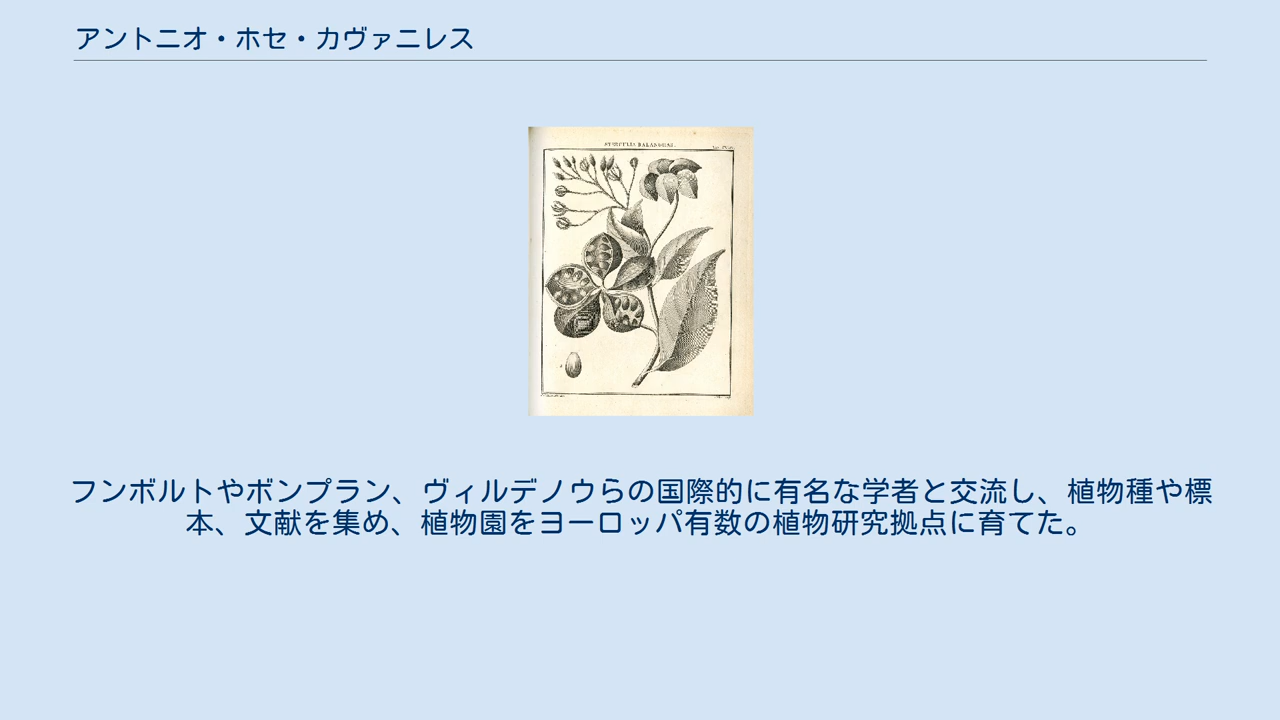 アントニオ・ホセ・カヴァニレス
フンボルトやボンプラン、ヴィルデノウらの国際的に有名な学者と交流し、植物種や標
本、文献を集め、植物園をヨーロッパ有数の植物研究拠点に育てた。